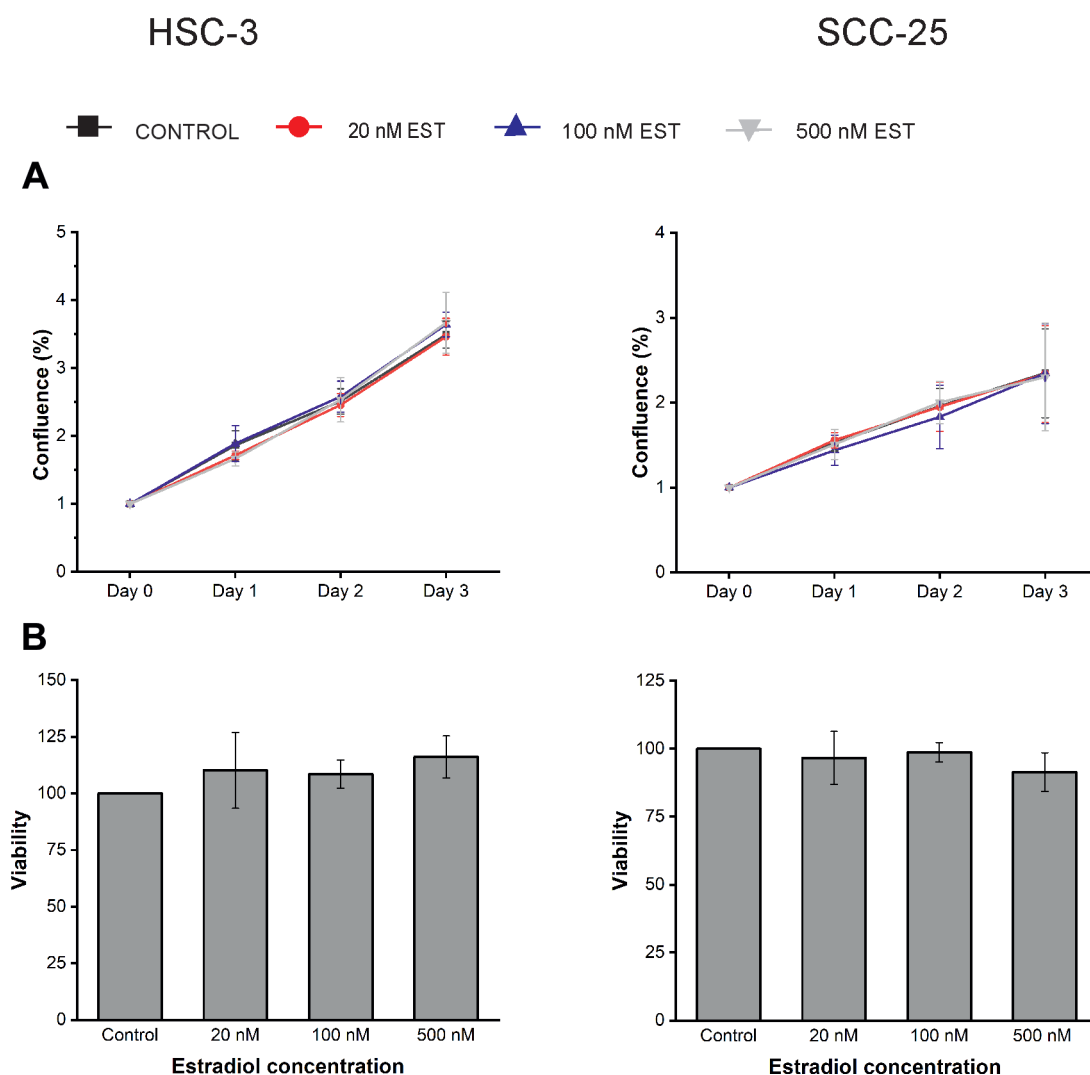 HSC-3 SCC-25
CONTROL 20 nM EST 100 nM EST 500 nM EST
A
5
4
3
2
1
0
Confluence (%)
Day 0 Day 1 Day 2 Day 3
4
3
2
1
0
Confluence (%)
Day 0 Day 1 Day 2 Day 3
B
150
125
100
75
50
25
0
Viability
Control 20 nM 100 nM 500 nM
Estradiol concentration
125
100
75
50
25
0
Viability
Control 20 nM 100 nM 500 nM
Estradiol concentration